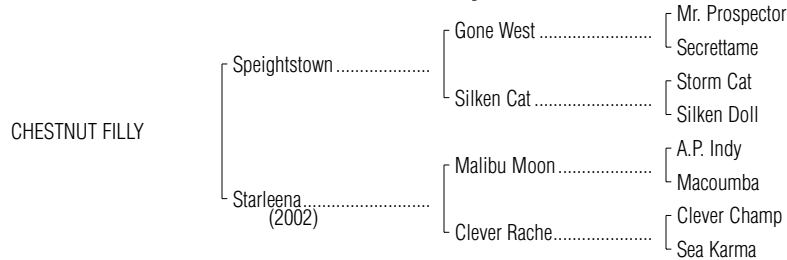 Gone West ........................ Mr. Prospector
Secrettame
Speightstown ....................
Silken Cat ........................ Storm Cat
Silken Doll
CHESTNUT FILLY
Malibu Moon ................... A.P. Indy
Macoumba
Starleena ..........................
(2002)
Clever Rache .................... Clever Champ
Sea Karma